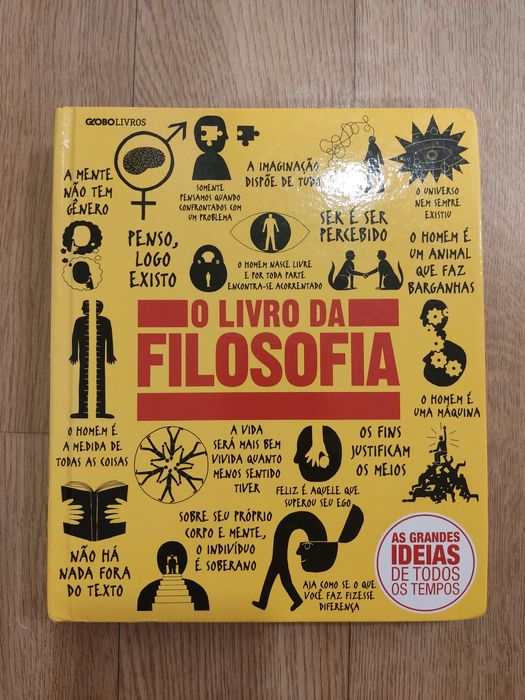 GLOBOLIVROS
A MENTE
NÃO TEM
GÊNERO
SOMENTE
PENSAMOS QUANDO
CONFRONTADOS COM
UM PROBLEMA
A IMAGINAÇÃO
DISPÕE DE TUDO
O UNIVERSO
NEM SEMPRE
EXISTIU
PENSO,
LOGO
EXISTO
O HOMEM NASCE LIVRE
E POR TODA PARTE
ENCONTRA-SE ACORRENTADO
SER É SER
PERCEBIDO
O HOMEM É
UM ANIMAL
QUE FAZ
BARGANHAS
O LIVRO DA
FILOSOFIA
O HOMEM É
UMA MÁQUINA
O HOMEM É
A MEDIDA DE
TODAS AS COISAS
A VIDA
SERÁ MAIS BEM
VIVIDA QUANTO
MENOS SENTIDO
TIVER
FELIZ É AQUELE QUE
SUPEROU SEU EGO
OS FINS
JUSTIFICAM
OS MEIOS
NÃO HÁ
NADA FORA
DO TEXTO
SOBRE SEU PRÓPRIO
CORPO E MENTE,
O INDIVÍDUO
É SOBERANO
AJA COMO SE O QUE
VOCÊ FAZ FIZESSE
DIFERENÇA
AS GRANDES
IDEIAS
DE TODOS
OS TEMPOS